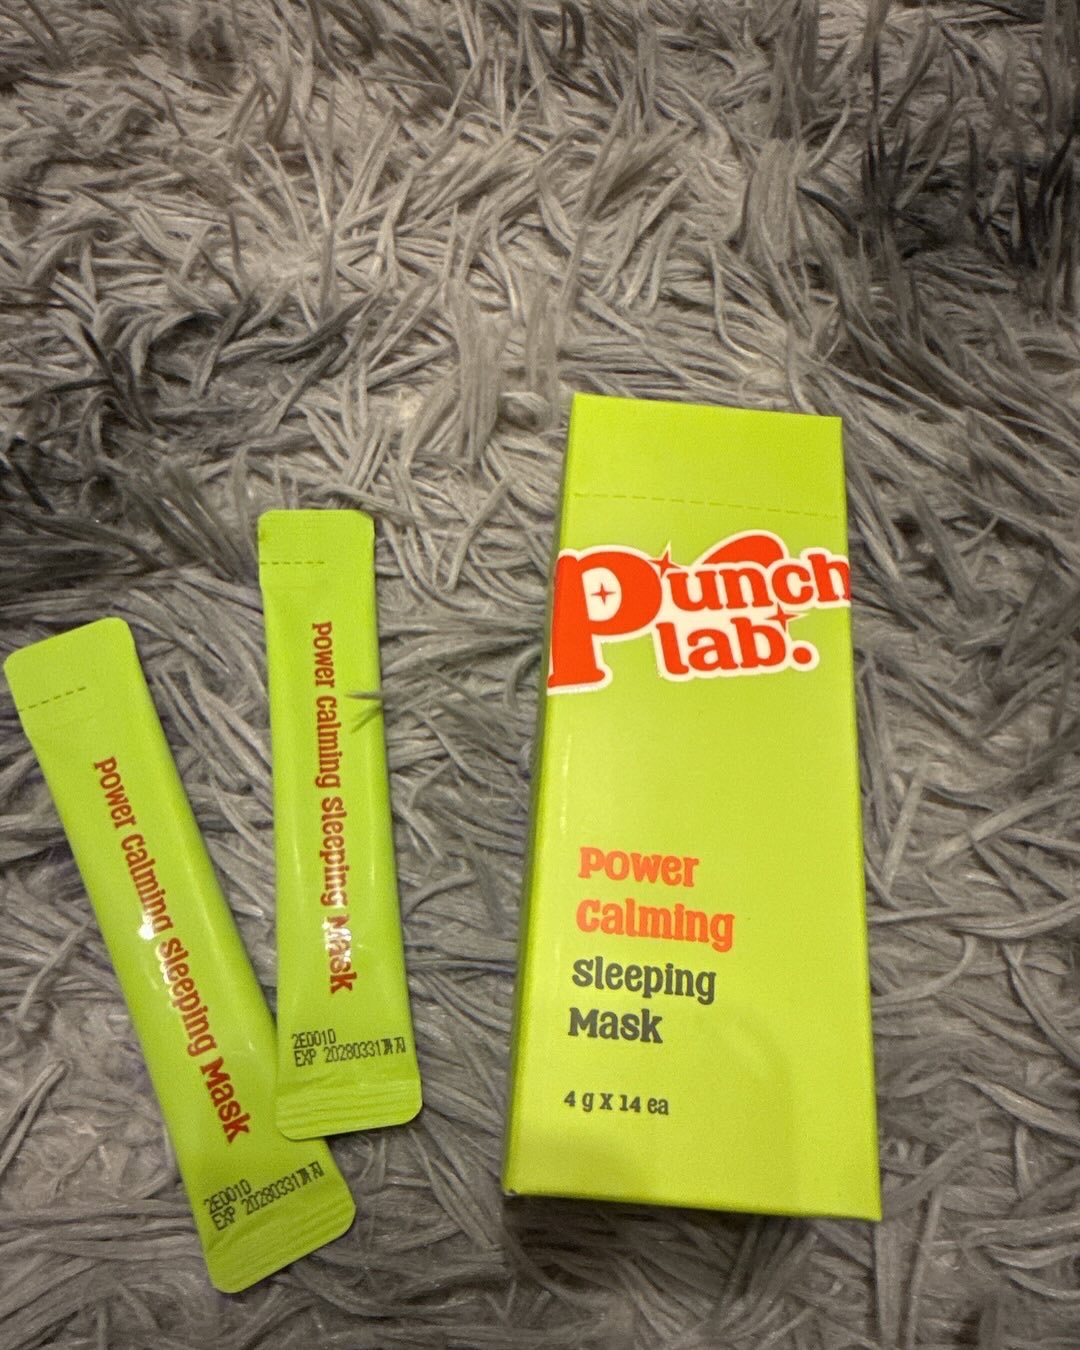 Power Calming Sleeping Mask
2ED01D
EXP 20280331까지
Power Calming Sleeping Mask
2ED01D
EXP 20280331까지
Punch
lab.
Power
Calming
Sleeping
Mask
4 g X 14 ea